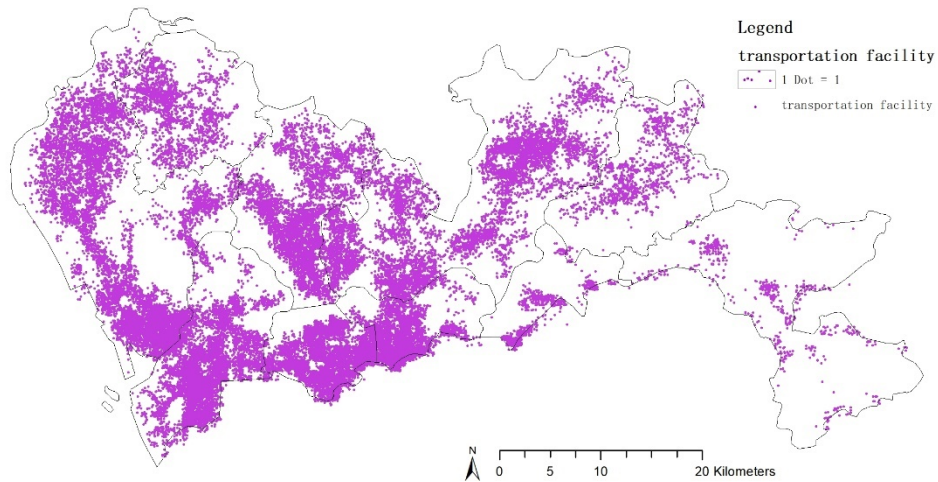 Legend
transportation facility
1 Dot = 1
transportation facility
N
0 5 10 20 Kilometers